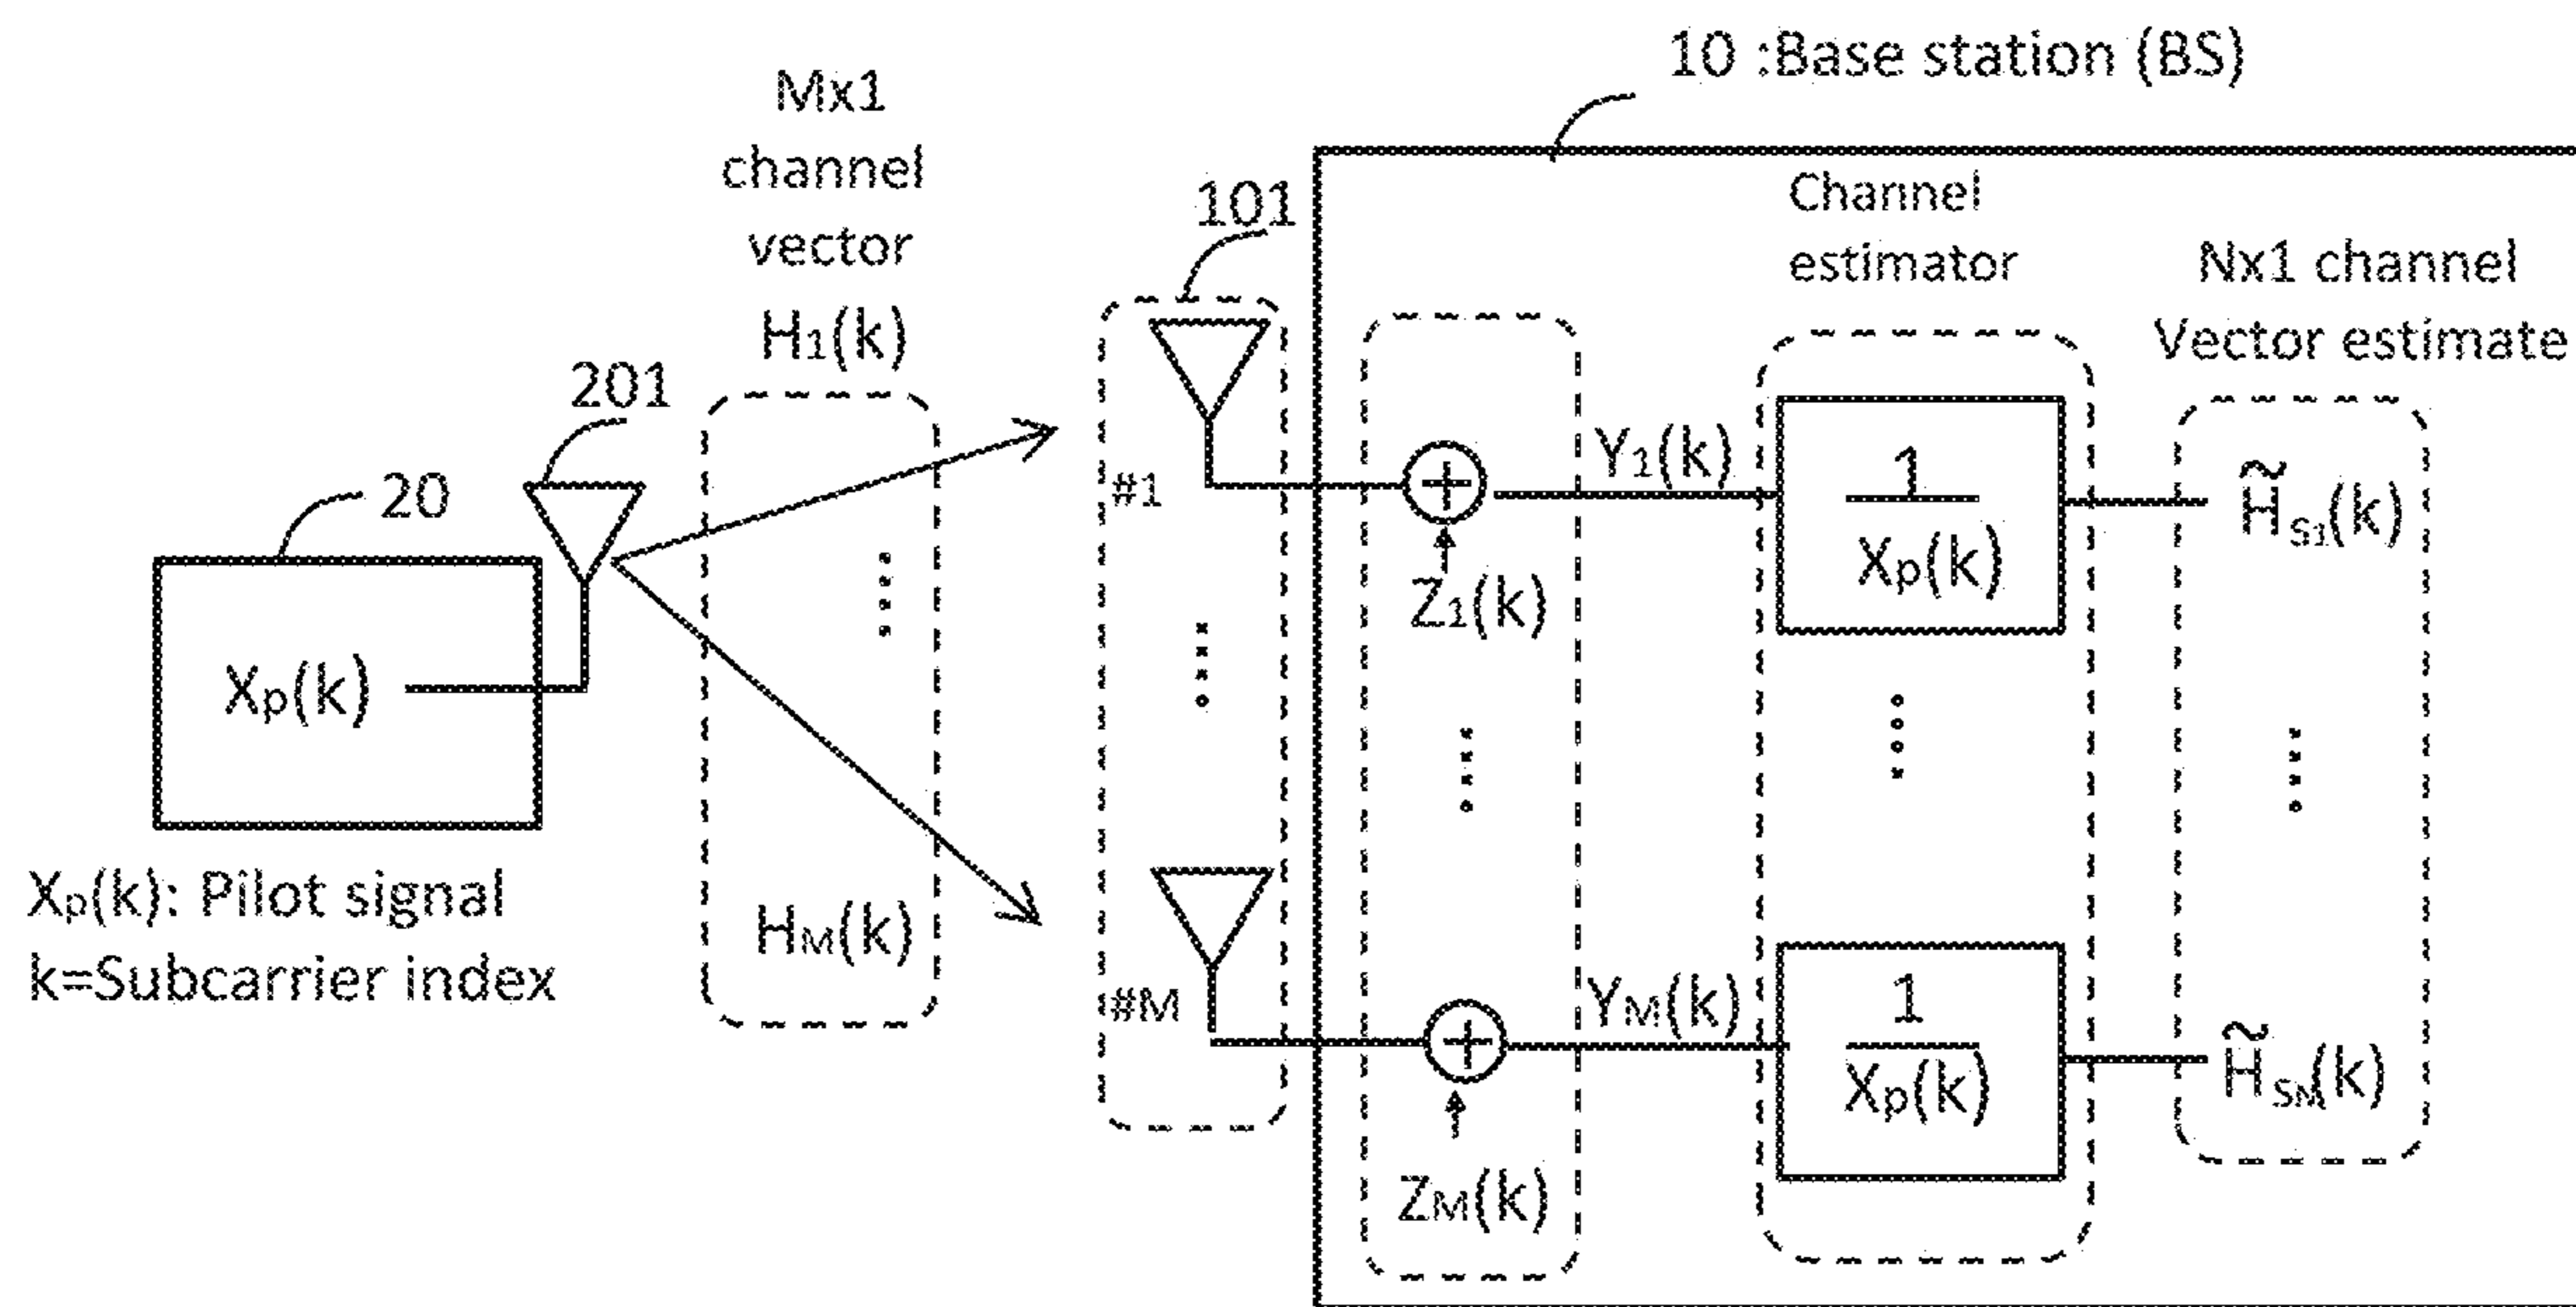 10 :Base station (BS)
Mx1
channel
vector
H1(k)
HM(k)
101
201
20
Xp(k)
Xp(k): Pilot signal
k=Subcarrier index
#1
#M
Z1(k)
ZM(k)
Y1(k)
YM(k)
Channel
estimator
1
Xp(k)
1
Xp(k)
Nx1 channel
Vector estimate
H̃S1(k)
H̃SM(k)